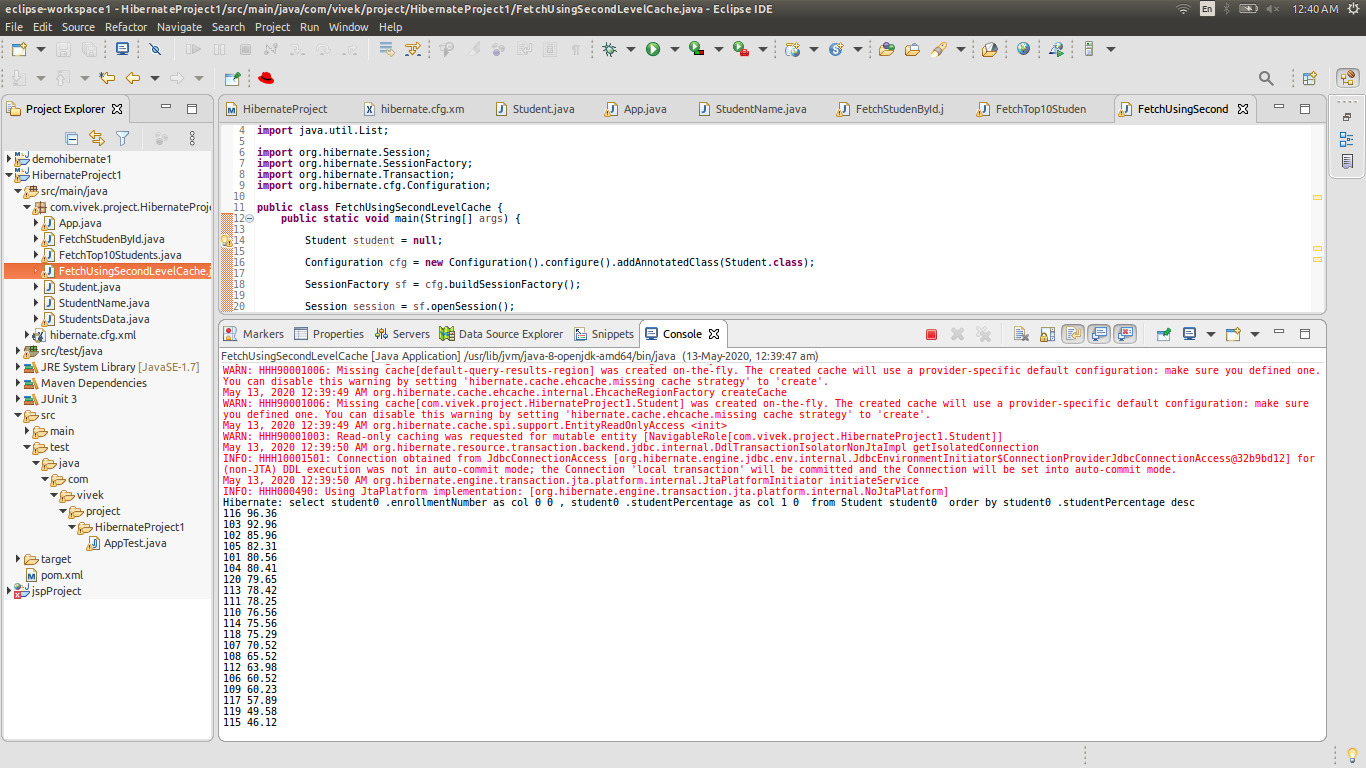 eclipse-workspace1 - HibernateProject1/src/main/java/com/vivek/project/HibernateProject1/FetchUsingSecondLevelCache.java - Eclipse IDE
En
12:40 AM
File Edit Source Refactor Navigate Search Project Run Window Help
Project Explorer
demohibernate1
HibernateProject1
src/main/java
com.vivek.project.HibernateProje
App.java
FetchStudenById.java
FetchTop10Students.java
FetchUsingSecondLevelCache.j
Student.java
StudentName.java
StudentsData.java
hibernate.cfg.xml
src/test/java
JRE System Library [JavaSE-1.7]
Maven Dependencies
JUnit 3
src
main
test
java
com
vivek
project
HibernateProject1
AppTest.java
target
pom.xml
jspProject
HibernateProject
hibernate.cfg.xm
Student.java
App.java
StudentName.java
FetchStudenById.j
FetchTop10Studen
FetchUsingSecond
4 import java.util.List;
5
6 import org.hibernate.Session;
7 import org.hibernate.SessionFactory;
8 import org.hibernate.Transaction;
9 import org.hibernate.cfg.Configuration;
10
11 public class FetchUsingSecondLevelCache {
12 public static void main(String[] args) {
13
14 Student student = null;
15
16 Configuration cfg = new Configuration().configure().addAnnotatedClass(Student.class);
17
18 SessionFactory sf = cfg.buildSessionFactory();
19
20 Session session = sf.openSession();
Markers Properties Servers Data Source Explorer Snippets Console
FetchUsingSecondLevelCache [Java Application] /usr/lib/jvm/java-8-openjdk-amd64/bin/java (13-May-2020, 12:39:47 am)
WARN: HHH90001006: Missing cache[default-query-results-region] was created on-the-fly. The created cache will use a provider-specific default configuration: make sure you defined one.
You can disable this warning by setting 'hibernate.cache.ehcache.missing_cache_strategy' to 'create'.
May 13, 2020 12:39:49 AM org.hibernate.cache.ehcache.internal.EhcacheRegionFactory createCache
WARN: HHH90001006: Missing cache[com.vivek.project.HibernateProject1.Student] was created on-the-fly. The created cache will use a provider-specific default configuration: make sure
you defined one. You can disable this warning by setting 'hibernate.cache.ehcache.missing_cache_strategy' to 'create'.
May 13, 2020 12:39:49 AM org.hibernate.cache.spi.support.EntityReadOnlyAccess <init>
WARN: HHH90001003: Read-only caching was requested for mutable entity [NavigableRole[com.vivek.project.HibernateProject1.Student]]
May 13, 2020 12:39:50 AM org.hibernate.resource.transaction.backend.jdbc.internal.DdlTransactionIsolatorNonJtaImpl getIsolatedConnection
INFO: HHH10001501: Connection obtained from JdbcConnectionAccess [org.hibernate.engine.jdbc.env.internal.JdbcEnvironmentInitiator$ConnectionProviderJdbcConnectionAccess@32b9bd12] for
(non-JTA) DDL execution was not in auto-commit mode; the Connection 'local transaction' will be committed and the Connection will be set into auto-commit mode.
May 13, 2020 12:39:50 AM org.hibernate.engine.transaction.jta.platform.internal.JtaPlatformInitiator initiateService
INFO: HHH000490: Using JtaPlatform implementation: [org.hibernate.engine.transaction.jta.platform.internal.NoJtaPlatform]
Hibernate: select student0_.enrollmentNumber as col_0_0_, student0_.studentPercentage as col_1_0_ from Student student0_ order by student0_.studentPercentage desc
116 96.36
103 92.96
102 85.96
105 82.31
101 80.56
104 80.41
120 79.65
113 78.42
111 78.25
110 76.56
114 75.56
118 75.29
107 70.52
108 65.52
112 63.98
106 60.52
109 60.23
117 57.89
119 49.58
115 46.12